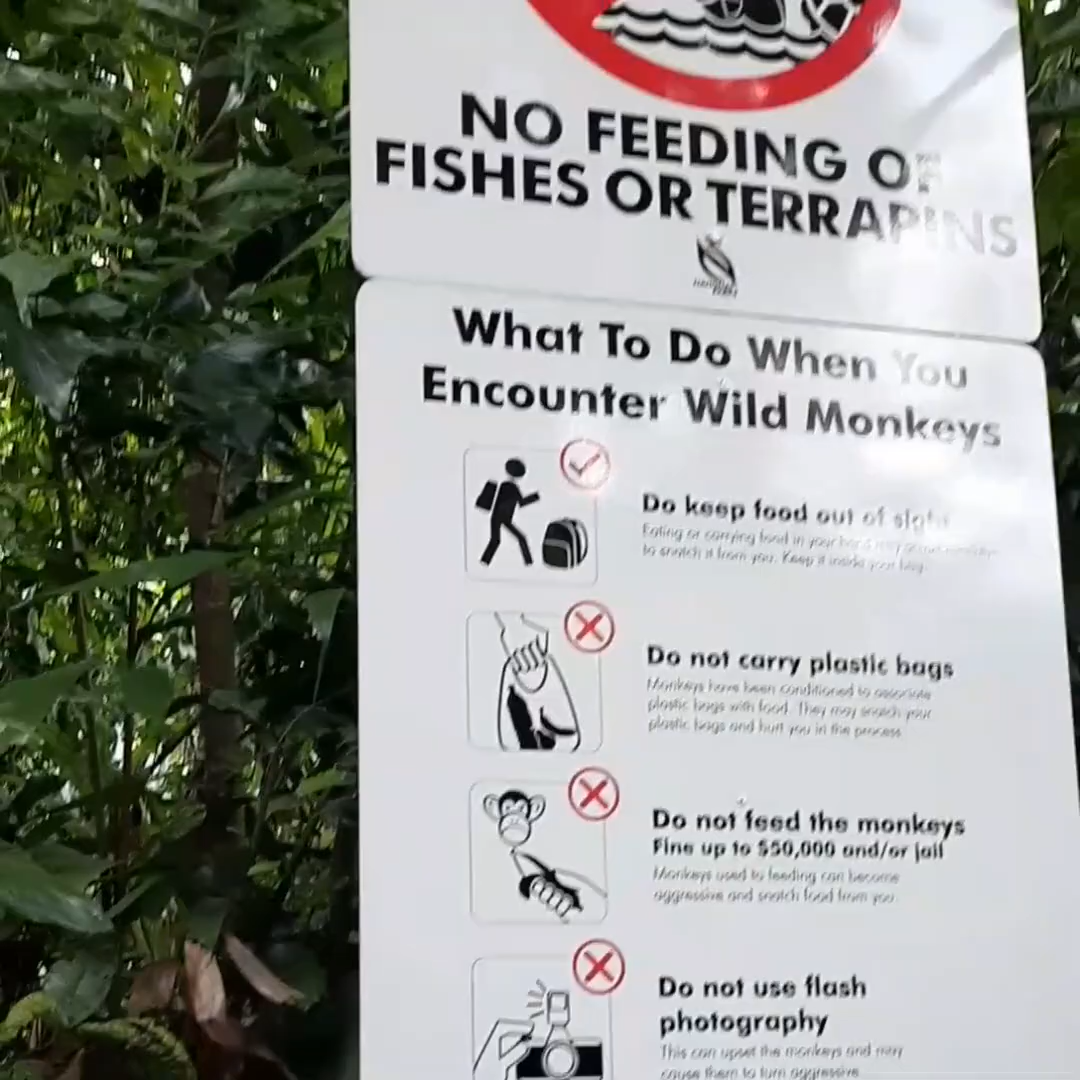 NO FEEDING OF
FISHES OR TERRAPINS
What To Do When You
Encounter Wild Monkeys
Do keep food out of sight
Eating or carrying food in your hand may
to snatch it from you. Keep it inside your bag.
Do not carry plastic bags
Monkeys have been conditioned to associate
plastic bags with food. They may snatch your
plastic bags and hurt you in the process.
Do not feed the monkeys
Fine up to $50,000 and/or jail
Monkeys used to feeding can become
aggressive and snatch food from you.
Do not use flash
photography
This can upset the monkeys and may
cause them to turn aggressive